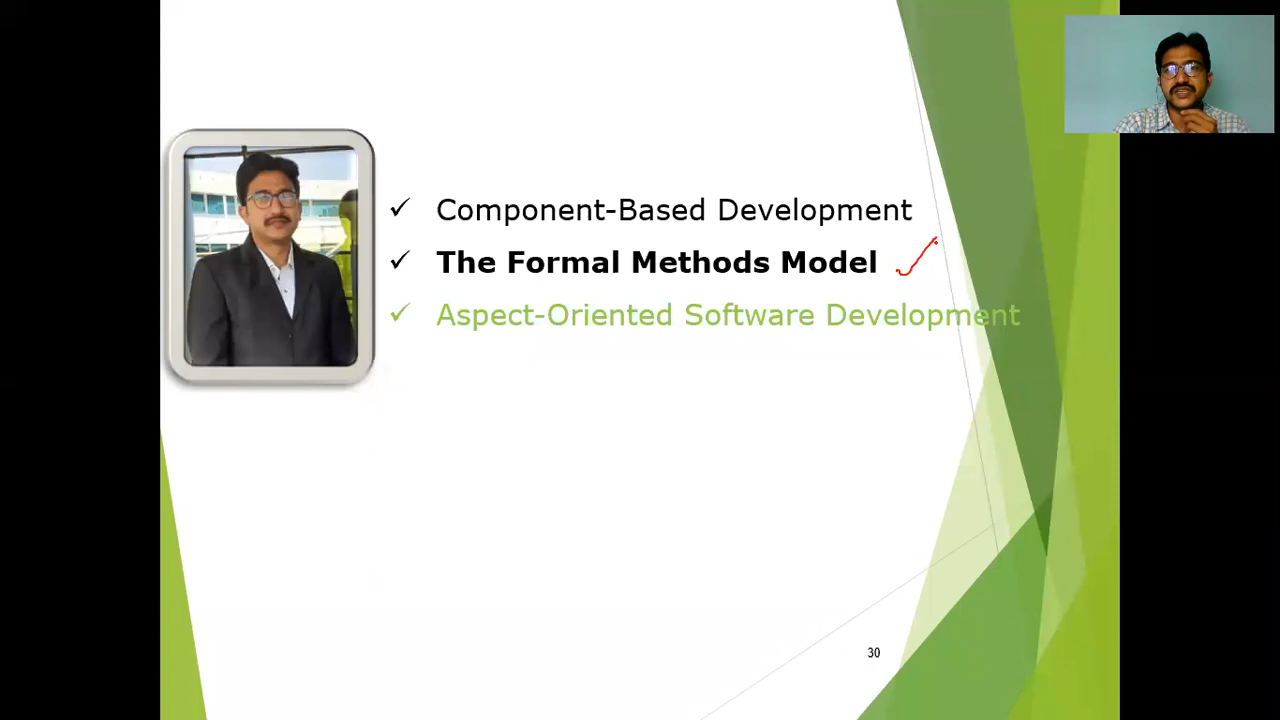 ✓ Component-Based Development
✓ The Formal Methods Model
✓ Aspect-Oriented Software Development
30